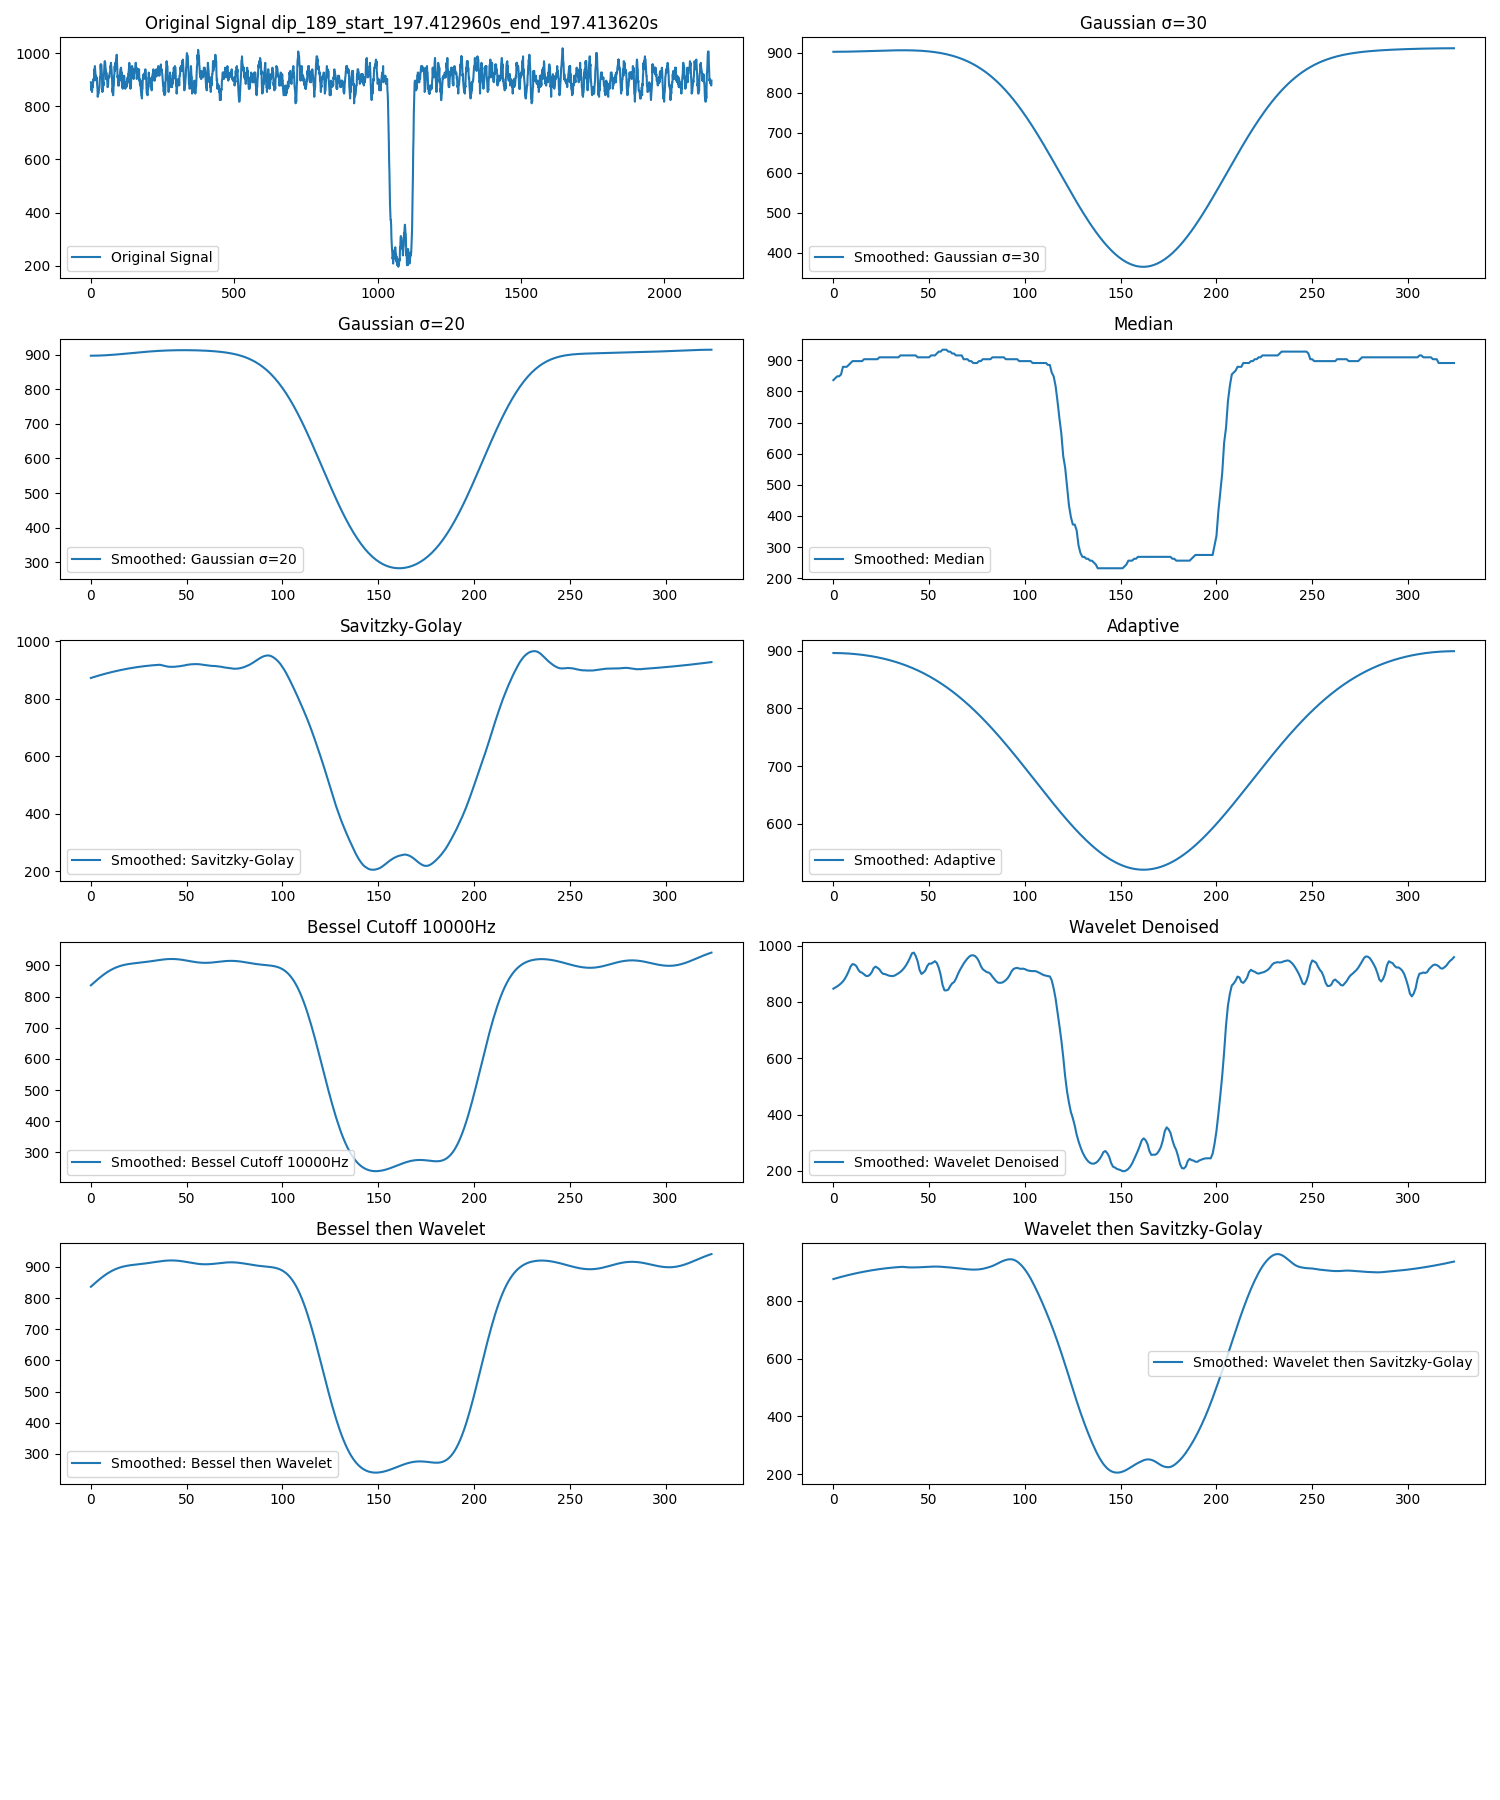 Original Signal dip_189_start_197.412960s_end_197.413620s
1000
800
600
400
200
Original Signal
0 500 1000 1500 2000
Gaussian σ=30
900
800
700
600
500
400
Smoothed: Gaussian σ=30
0 50 100 150 200 250 300
Gaussian σ=20
900
800
700
600
500
400
300
Smoothed: Gaussian σ=20
0 50 100 150 200 250 300
Median
900
800
700
600
500
400
300
200
Smoothed: Median
0 50 100 150 200 250 300
Savitzky-Golay
1000
800
600
400
200
Smoothed: Savitzky-Golay
0 50 100 150 200 250 300
Adaptive
900
800
700
600
Smoothed: Adaptive
0 50 100 150 200 250 300
Bessel Cutoff 10000Hz
900
800
700
600
500
400
300
Smoothed: Bessel Cutoff 10000Hz
0 50 100 150 200 250 300
Wavelet Denoised
1000
800
600
400
200
Smoothed: Wavelet Denoised
0 50 100 150 200 250 300
Bessel then Wavelet
900
800
700
600
500
400
300
Smoothed: Bessel then Wavelet
0 50 100 150 200 250 300
Wavelet then Savitzky-Golay
800
600
400
200
Smoothed: Wavelet then Savitzky-Golay
0 50 100 150 200 250 300